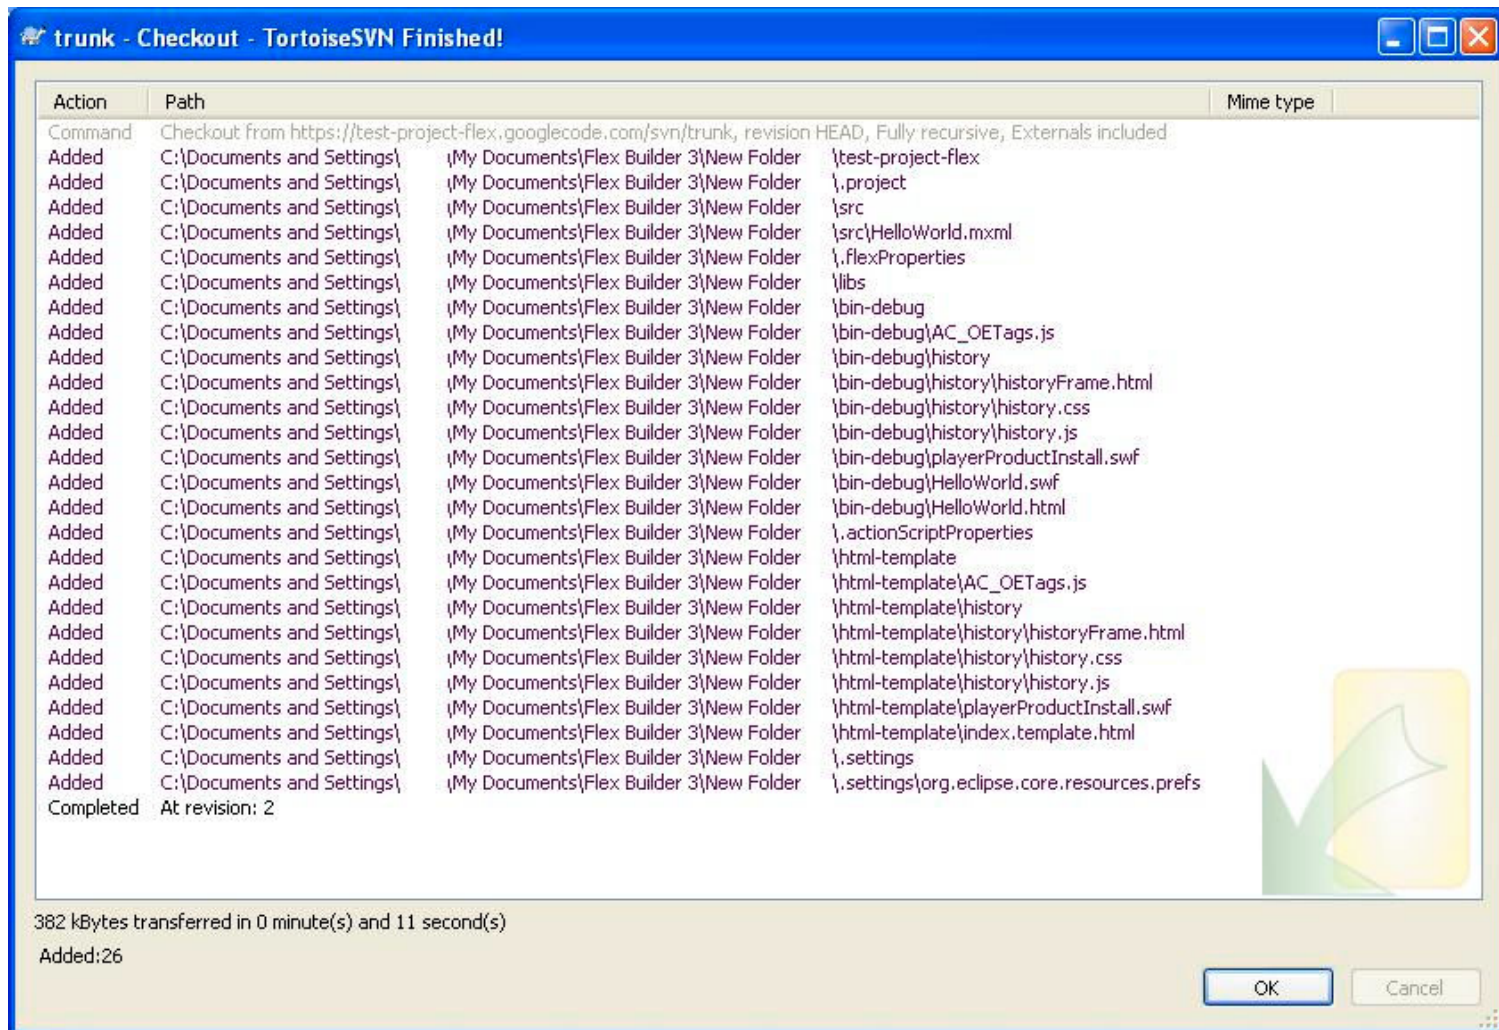 trunk - Checkout - TortoiseSVN Finished!
Action Path Mime type
Command Checkout from https://test-project-flex.googlecode.com/svn/trunk, revision HEAD, Fully recursive, Externals included
Added C:\Documents and Settings\ \My Documents\Flex Builder 3\New Folder \test-project-flex
Added C:\Documents and Settings\ \My Documents\Flex Builder 3\New Folder \.project
Added C:\Documents and Settings\ \My Documents\Flex Builder 3\New Folder \src
Added C:\Documents and Settings\ \My Documents\Flex Builder 3\New Folder \src\HelloWorld.mxml
Added C:\Documents and Settings\ \My Documents\Flex Builder 3\New Folder \.flexProperties
Added C:\Documents and Settings\ \My Documents\Flex Builder 3\New Folder \libs
Added C:\Documents and Settings\ \My Documents\Flex Builder 3\New Folder \bin-debug
Added C:\Documents and Settings\ \My Documents\Flex Builder 3\New Folder \bin-debug\AC_OETags.js
Added C:\Documents and Settings\ \My Documents\Flex Builder 3\New Folder \bin-debug\history
Added C:\Documents and Settings\ \My Documents\Flex Builder 3\New Folder \bin-debug\history\historyFrame.html
Added C:\Documents and Settings\ \My Documents\Flex Builder 3\New Folder \bin-debug\history\history.css
Added C:\Documents and Settings\ \My Documents\Flex Builder 3\New Folder \bin-debug\history\history.js
Added C:\Documents and Settings\ \My Documents\Flex Builder 3\New Folder \bin-debug\playerProductInstall.swf
Added C:\Documents and Settings\ \My Documents\Flex Builder 3\New Folder \bin-debug\HelloWorld.swf
Added C:\Documents and Settings\ \My Documents\Flex Builder 3\New Folder \bin-debug\HelloWorld.html
Added C:\Documents and Settings\ \My Documents\Flex Builder 3\New Folder \.actionScriptProperties
Added C:\Documents and Settings\ \My Documents\Flex Builder 3\New Folder \html-template
Added C:\Documents and Settings\ \My Documents\Flex Builder 3\New Folder \html-template\AC_OETags.js
Added C:\Documents and Settings\ \My Documents\Flex Builder 3\New Folder \html-template\history
Added C:\Documents and Settings\ \My Documents\Flex Builder 3\New Folder \html-template\history\historyFrame.html
Added C:\Documents and Settings\ \My Documents\Flex Builder 3\New Folder \html-template\history\history.css
Added C:\Documents and Settings\ \My Documents\Flex Builder 3\New Folder \html-template\history\history.js
Added C:\Documents and Settings\ \My Documents\Flex Builder 3\New Folder \html-template\playerProductInstall.swf
Added C:\Documents and Settings\ \My Documents\Flex Builder 3\New Folder \html-template\index.template.html
Added C:\Documents and Settings\ \My Documents\Flex Builder 3\New Folder \.settings
Added C:\Documents and Settings\ \My Documents\Flex Builder 3\New Folder \.settings\org.eclipse.core.resources.prefs
Completed At revision: 2
382 kBytes transferred in 0 minute(s) and 11 second(s)
Added:26
OK Cancel